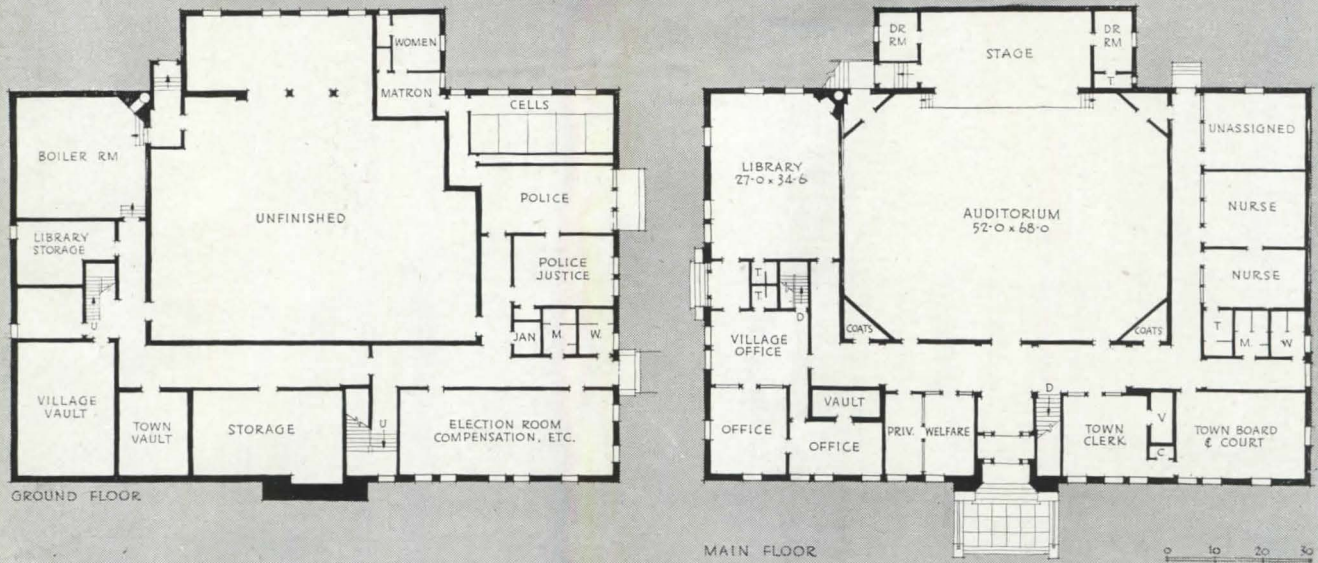 WOMEN
MATRON
CELLS
BOILER RM
POLICE
UNFINISHED
LIBRARY
STORAGE
POLICE
JUSTICE
U
JAN
M.
W.
VILLAGE
VAULT
TOWN
VAULT
STORAGE
U
ELECTION ROOM
COMPENSATION, ETC.
GROUND FLOOR
DR
RM
STAGE
DR
RM
T
UNASSIGNED
LIBRARY
27-0 x 34-6
NURSE
AUDITORIUM
52-0 x 68-0
NURSE
T.
T.
D
COATS
COATS
T
M.
W
VILLAGE
OFFICE
VAULT
D
OFFICE
OFFICE
PRIV.
WELFARE
TOWN
CLERK
V
C
TOWN BOARD
& COURT
MAIN FLOOR
0 10 20 30